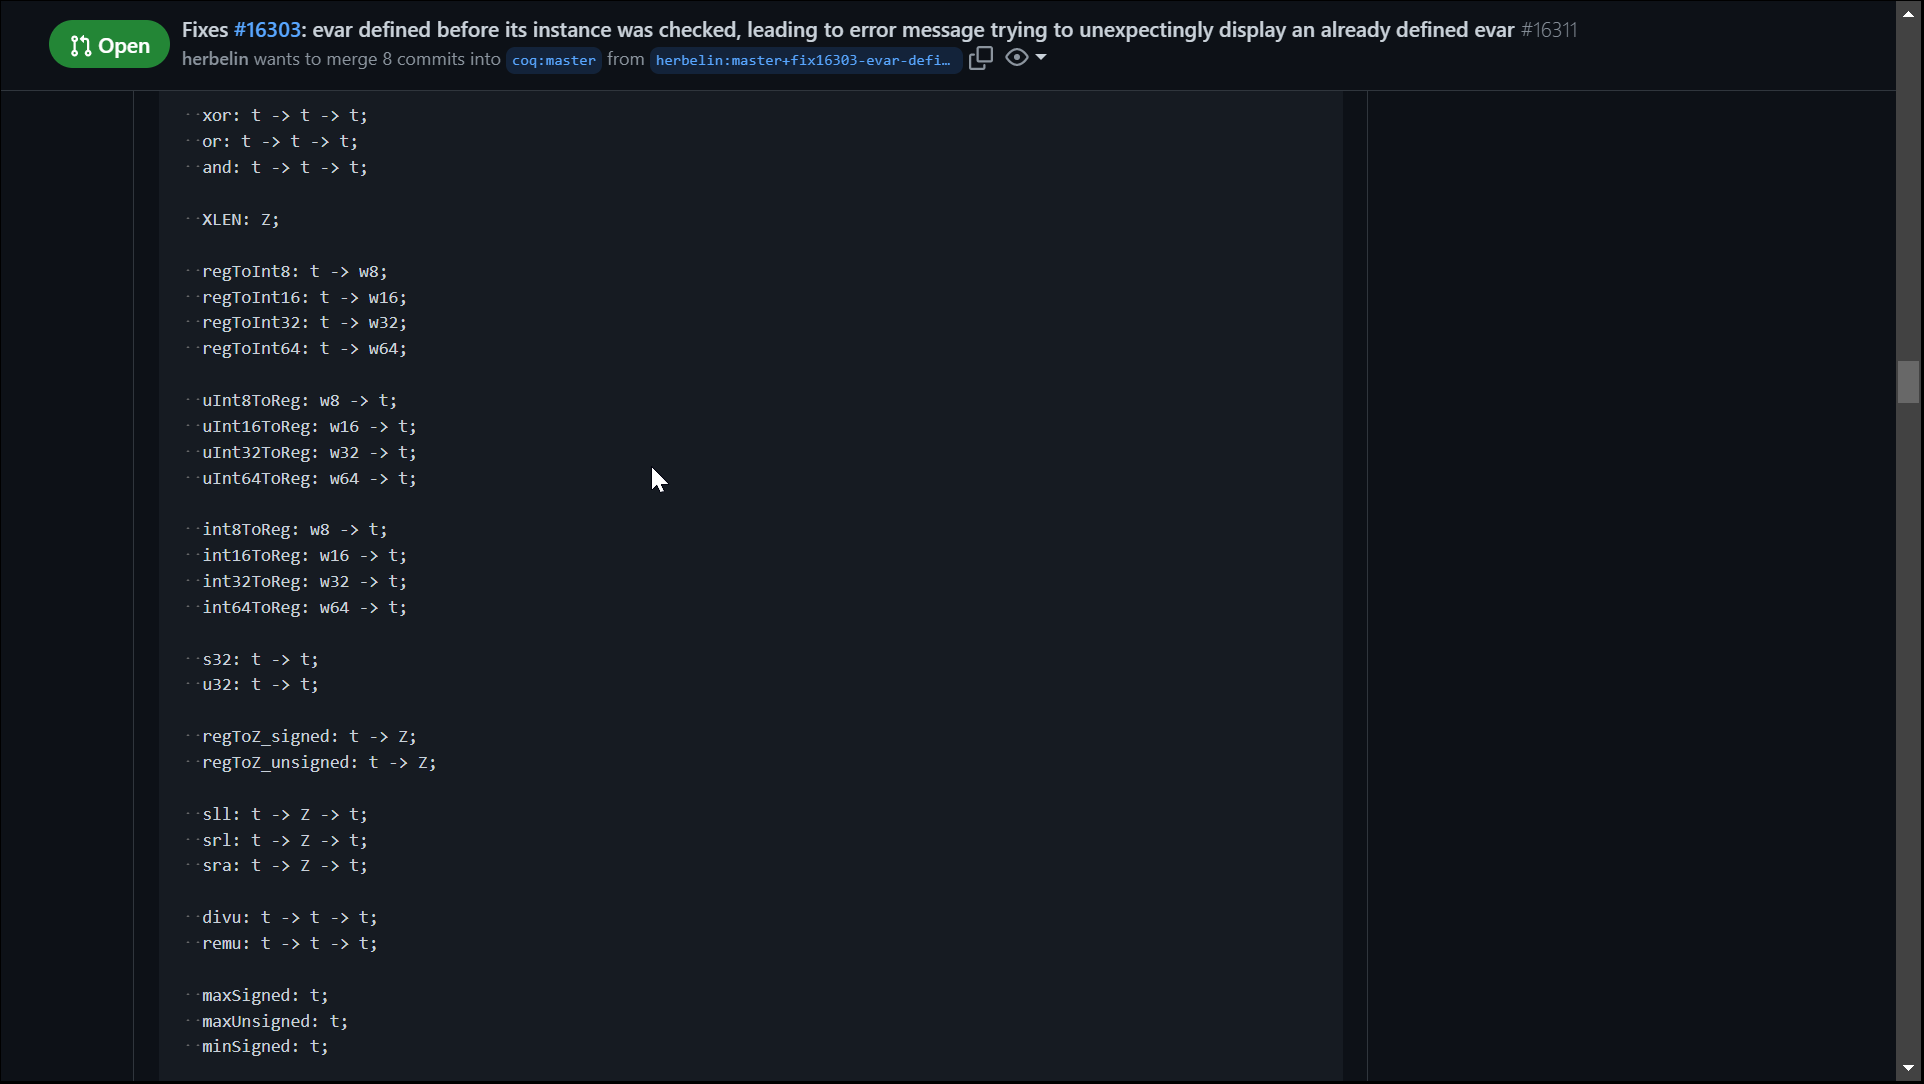 Open
Fixes #16303: evar defined before its instance was checked, leading to error message trying to unexpectingly display an already defined evar #16311
herbelin wants to merge 8 commits into coq:master from herbelin:master+fix16303-evar-defi…
xor: t -> t -> t;
or: t -> t -> t;
and: t -> t -> t;
XLEN: Z;
regToInt8: t -> w8;
regToInt16: t -> w16;
regToInt32: t -> w32;
regToInt64: t -> w64;
uInt8ToReg: w8 -> t;
uInt16ToReg: w16 -> t;
uInt32ToReg: w32 -> t;
uInt64ToReg: w64 -> t;
int8ToReg: w8 -> t;
int16ToReg: w16 -> t;
int32ToReg: w32 -> t;
int64ToReg: w64 -> t;
s32: t -> t;
u32: t -> t;
regToZ_signed: t -> Z;
regToZ_unsigned: t -> Z;
sll: t -> Z -> t;
srl: t -> Z -> t;
sra: t -> Z -> t;
divu: t -> t -> t;
remu: t -> t -> t;
maxSigned: t;
maxUnsigned: t;
minSigned: t;